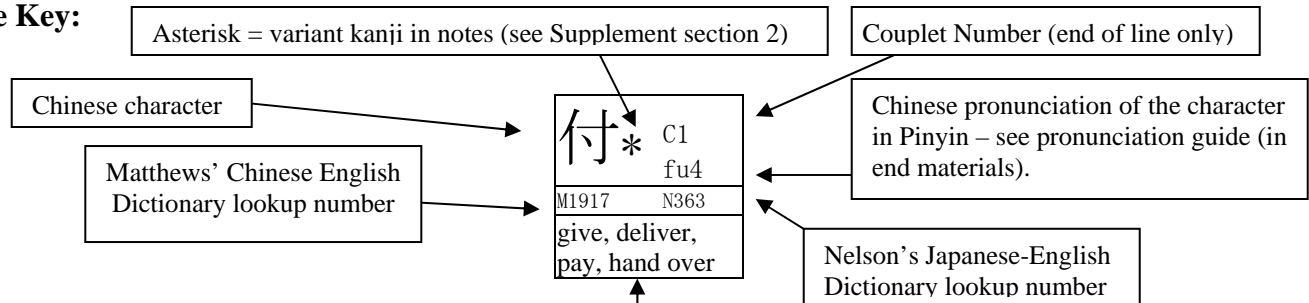 e Key:
Asterisk = variant kanji in notes (see Supplement section 2)
Couplet Number (end of line only)
Chinese character
Matthews’ Chinese English
Dictionary lookup number
付* C1
fu4
M1917 N363
give, deliver,
pay, hand over
Chinese pronunciation of the character
in Pinyin – see pronunciation guide (in
end materials).
Nelson’s Japanese-English
Dictionary lookup number